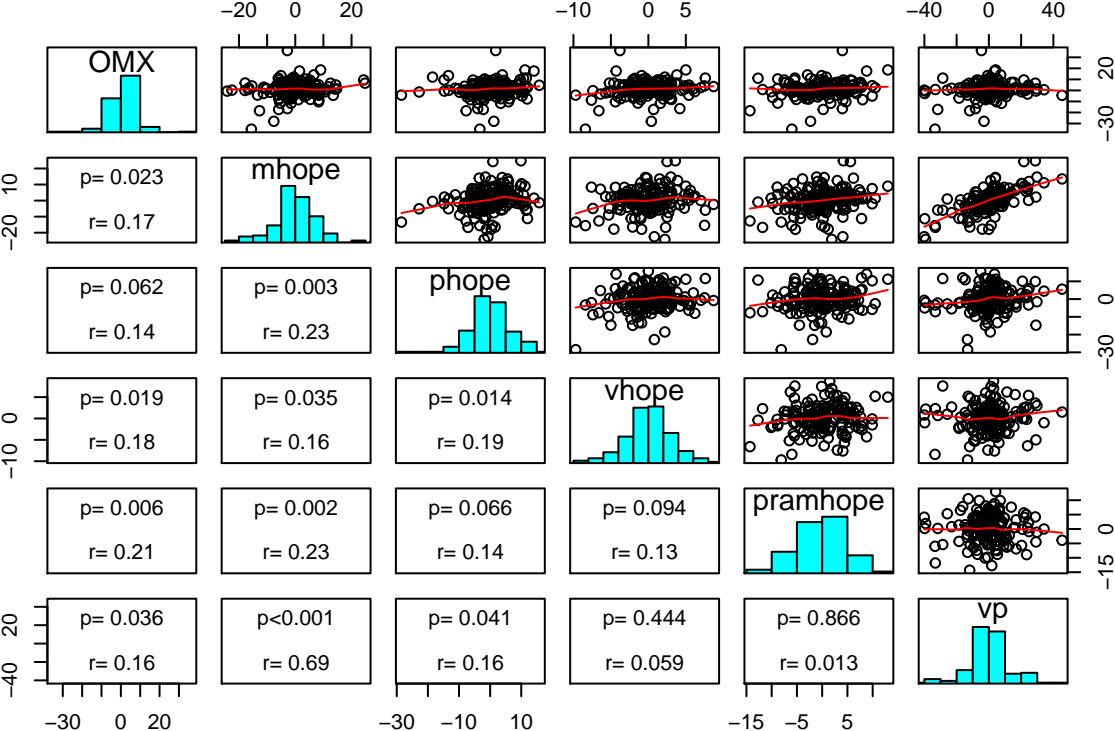 −20 0 20 −10 0 5 −40 0 40
OMX
−30 20
10
−20
p= 0.023
r= 0.17
mhope
p= 0.062
r= 0.14
p= 0.003
r= 0.23
phope
−30 0
0
−10
p= 0.019
r= 0.18
p= 0.035
r= 0.16
p= 0.014
r= 0.19
vhope
p= 0.006
r= 0.21
p= 0.002
r= 0.23
p= 0.066
r= 0.14
p= 0.094
r= 0.13
pramhope
−15 0
20
−40
p= 0.036
r= 0.16
p<0.001
r= 0.69
p= 0.041
r= 0.16
p= 0.444
r= 0.059
p= 0.866
r= 0.013
vp
−30 0 20 −30 −10 10 −15 −5 5